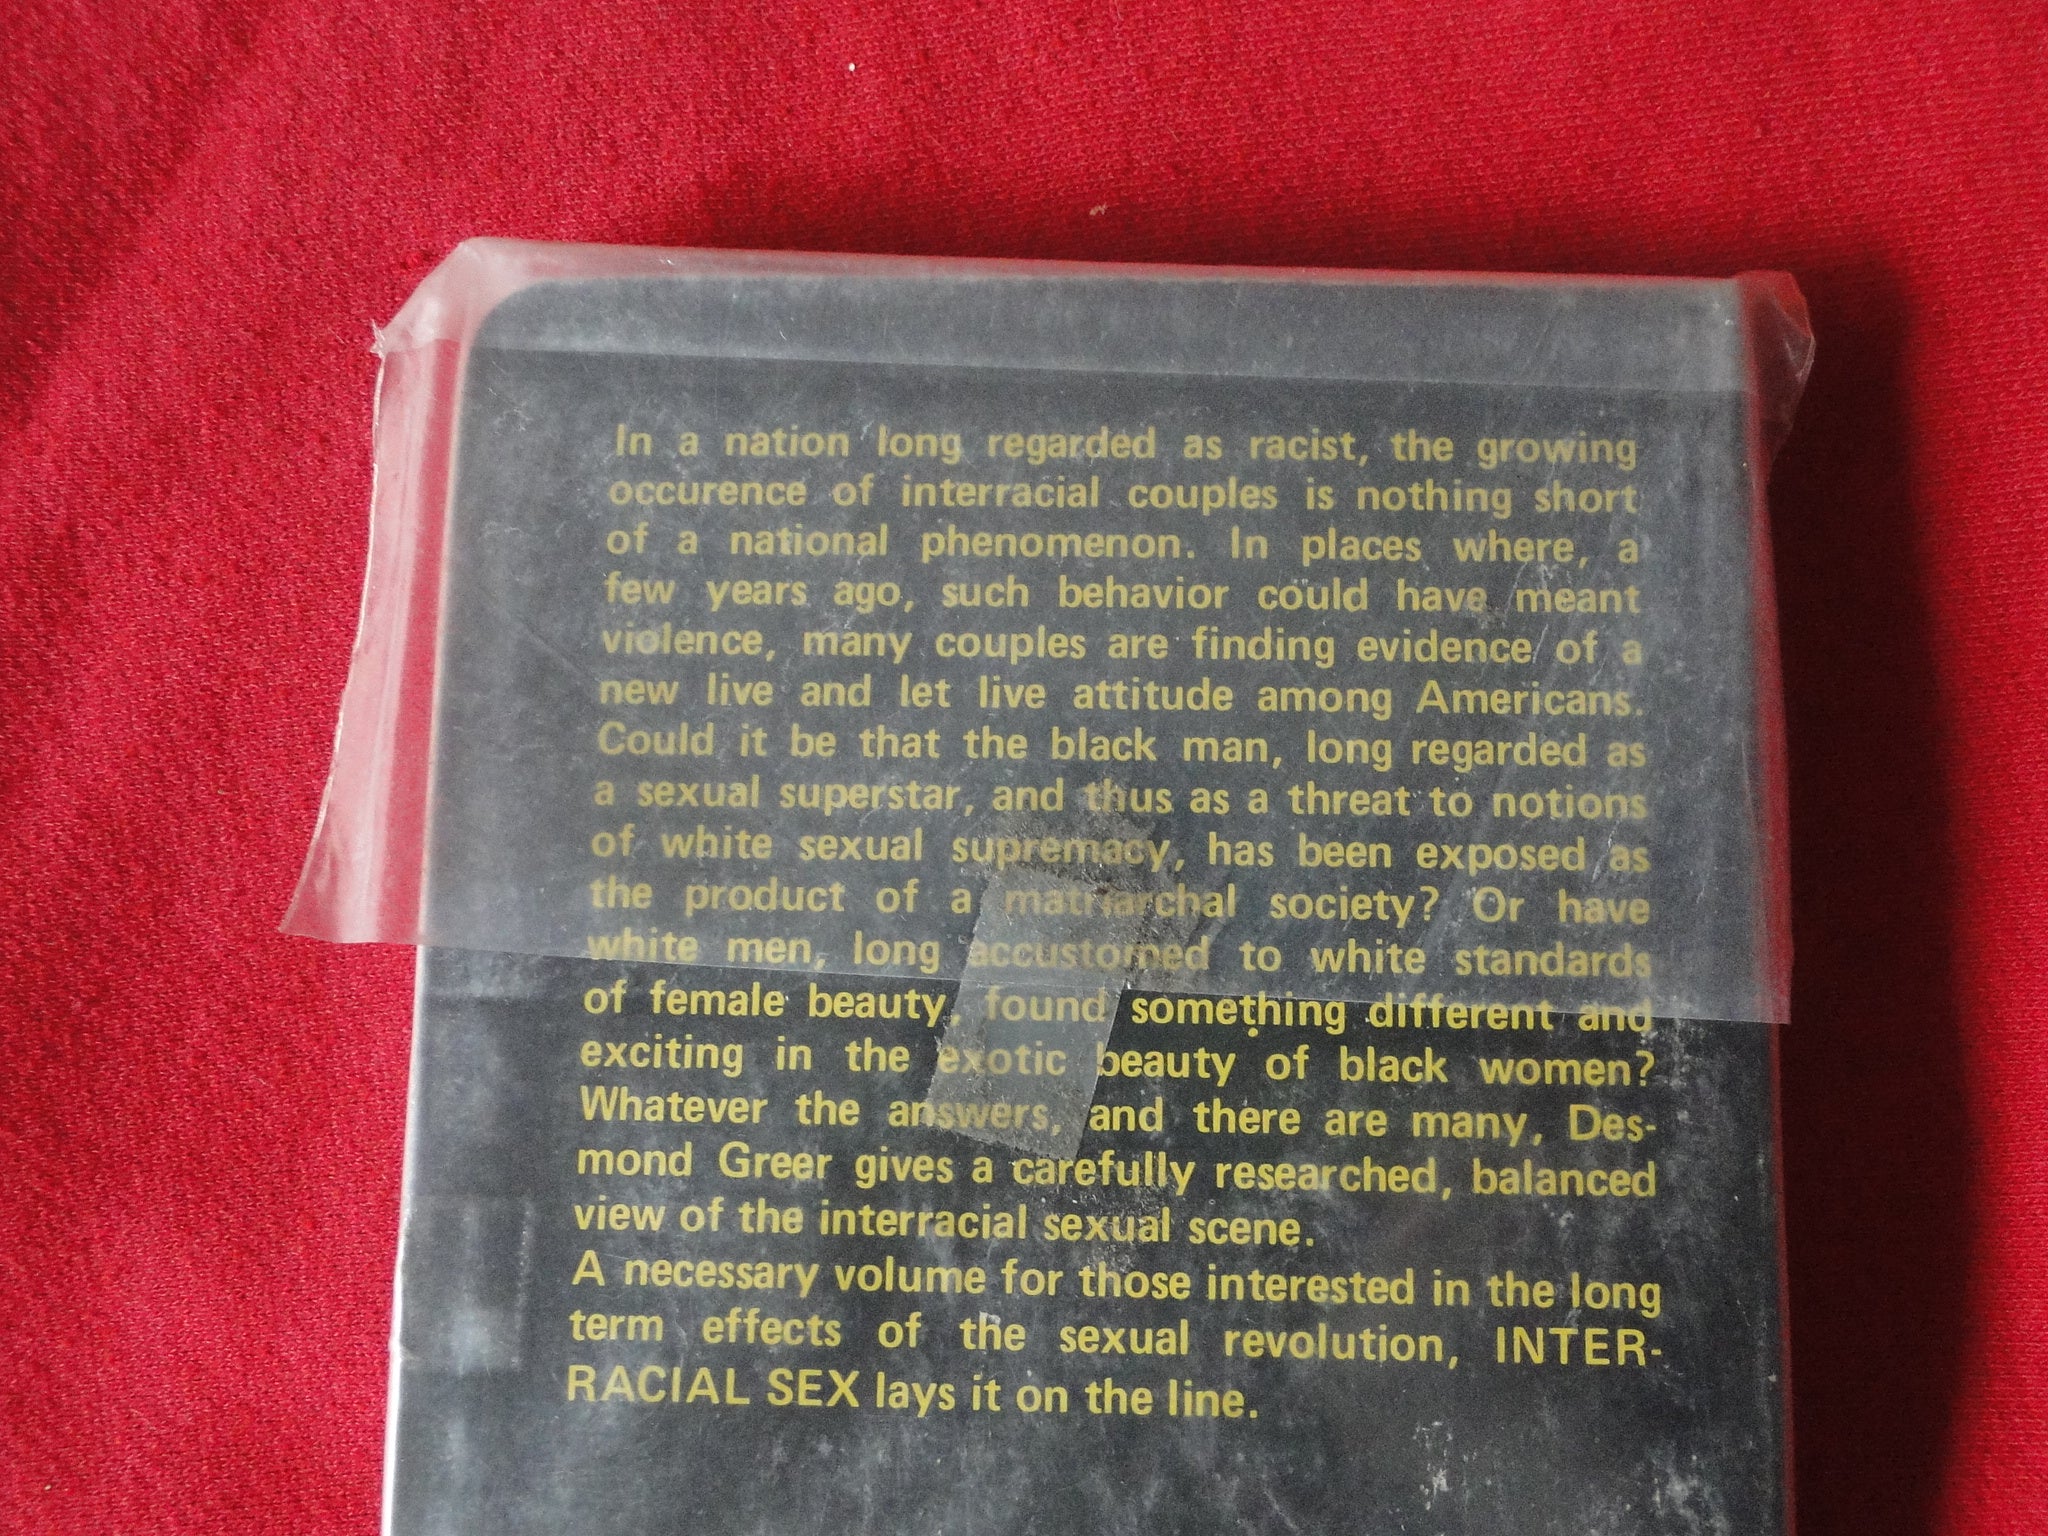 In a nation long regarded as racist, the growing
occurence of interracial couples is nothing short
of a national phenomenon. In places where, a
few years ago, such behavior could have meant
violence, many couples are finding evidence of a
new live and let live attitude among Americans.
Could it be that the black man, long regarded as
a sexual superstar, and thus as a threat to notions
of white sexual supremacy, has been exposed as
the product of a matriarchal society? Or have
white men, long accustomed to white standards
of female beauty, found something different and
exciting in the exotic beauty of black women?
Whatever the answers, and there are many, Des-
mond Greer gives a carefully researched, balanced
view of the interracial sexual scene.
A necessary volume for those interested in the long
term effects of the sexual revolution, INTER-
RACIAL SEX lays it on the line.